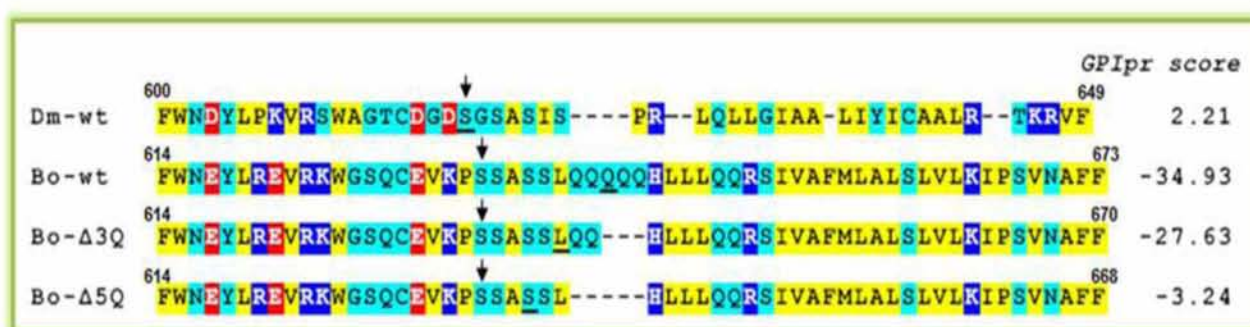 GPIpr score
600 649
Dm-wt FWNDYLPKVRSWAGTCDGDSGSASIS----PR--LQLLGIAA-LIYICAALR--TKRVF 2.21
614 673
Bo-wt FWNEYLREVRKWGSQCEVKPSSASSLQQQQQHLLLQQRSIVAFMLALSLVLKIPSVNAFF -34.93
614 670
Bo-Δ3Q FWNEYLREVRKWGSQCEVKPSSASSLQQ---HLLLQQRSIVAFMLALSLVLKIPSVNAFF -27.63
614 668
Bo-Δ5Q FWNEYLREVRKWGSQCEVKPSSASSL-----HLLLQQRSIVAFMLALSLVLKIPSVNAFF -3.24